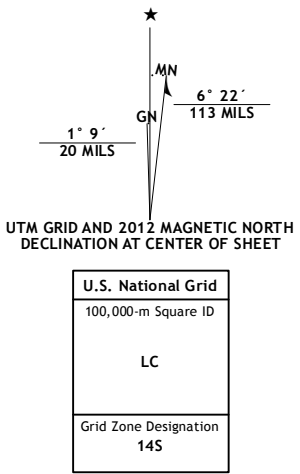 ★
MN
GN
6° 22´
113 MILS
1° 9´
20 MILS
UTM GRID AND 2012 MAGNETIC NORTH
DECLINATION AT CENTER OF SHEET
U.S. National Grid
100,000-m Square ID
LC
Grid Zone Designation
14S